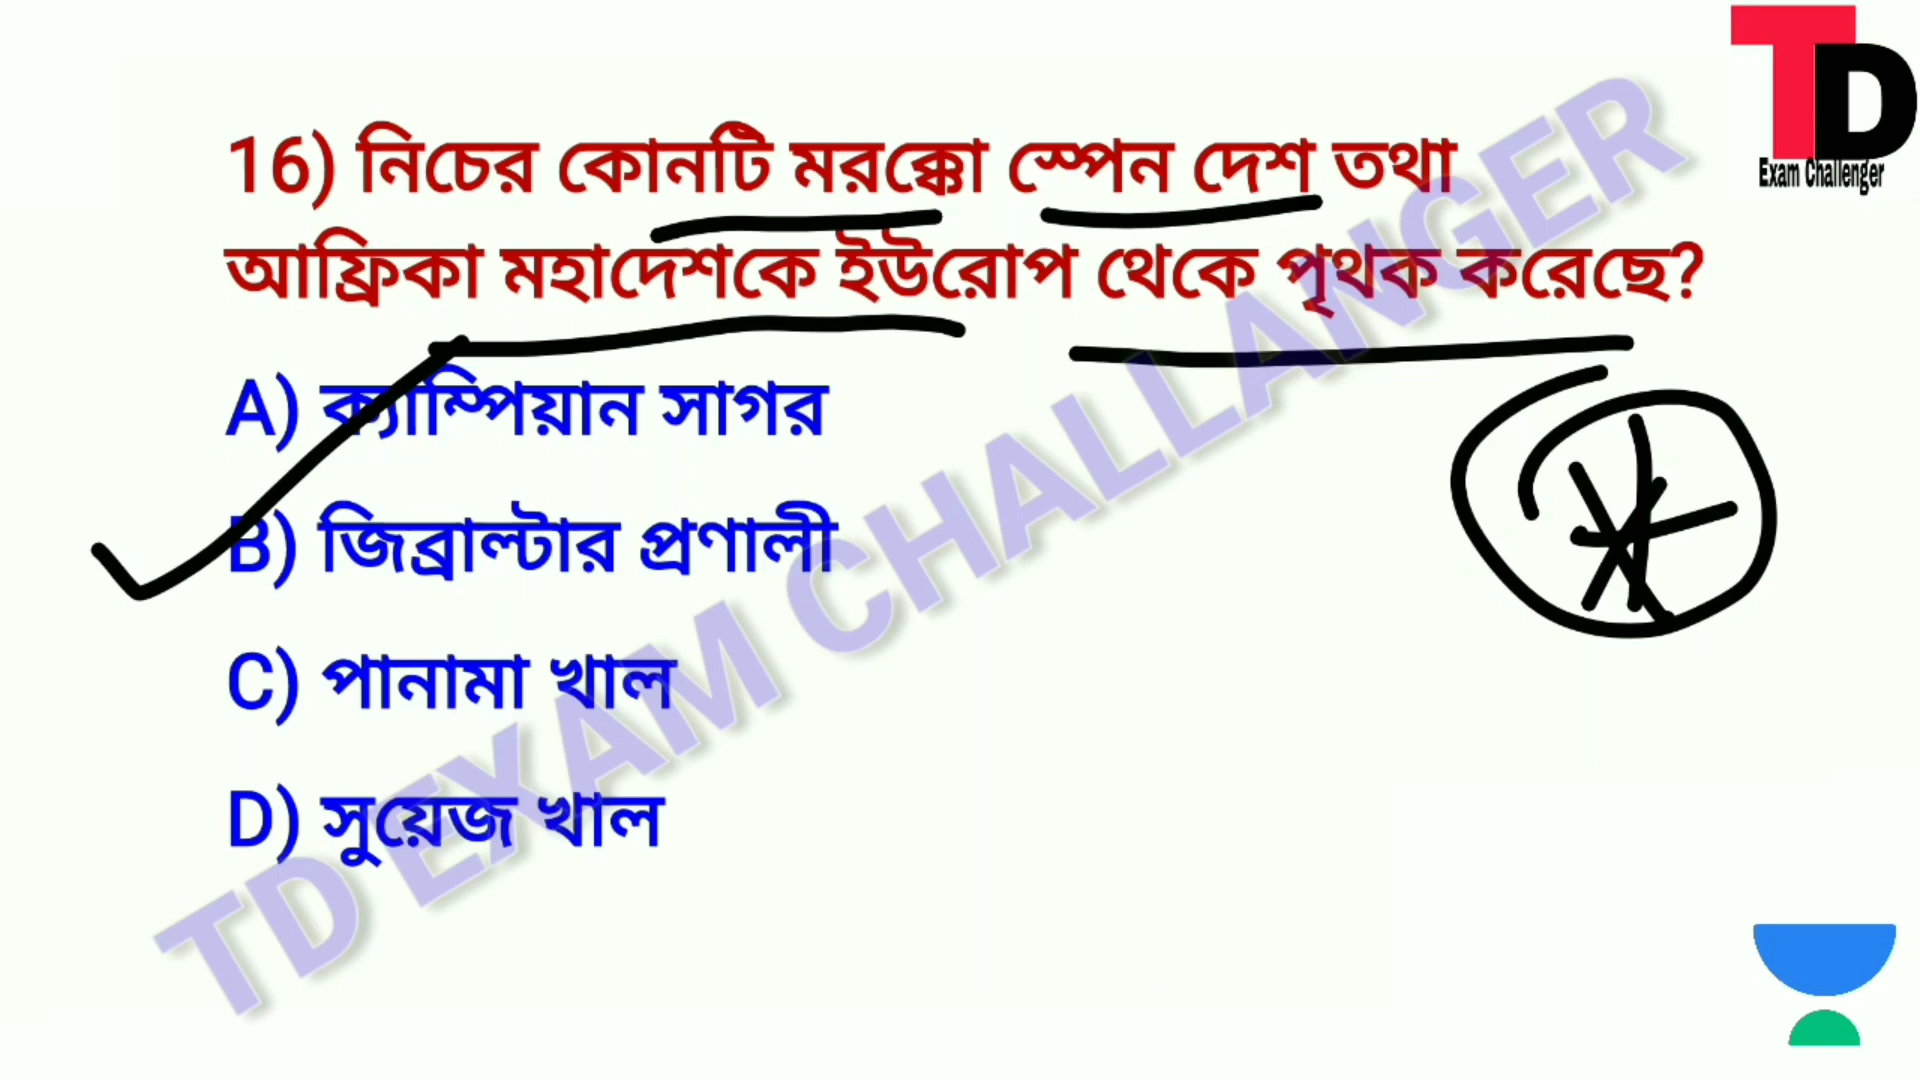 TD
Exam Challenger
16) নিচের কোনটি মরক্কো স্পেন দেশ তথা
আফ্রিকা মহাদেশকে ইউরোপ থেকে পৃথক করেছে?
A) ক্যাম্পিয়ান সাগর
B) জিব্রাল্টার প্রণালী
C) পানামা খাল
D) সুয়েজ খাল
TD EXAM CHALLANGER